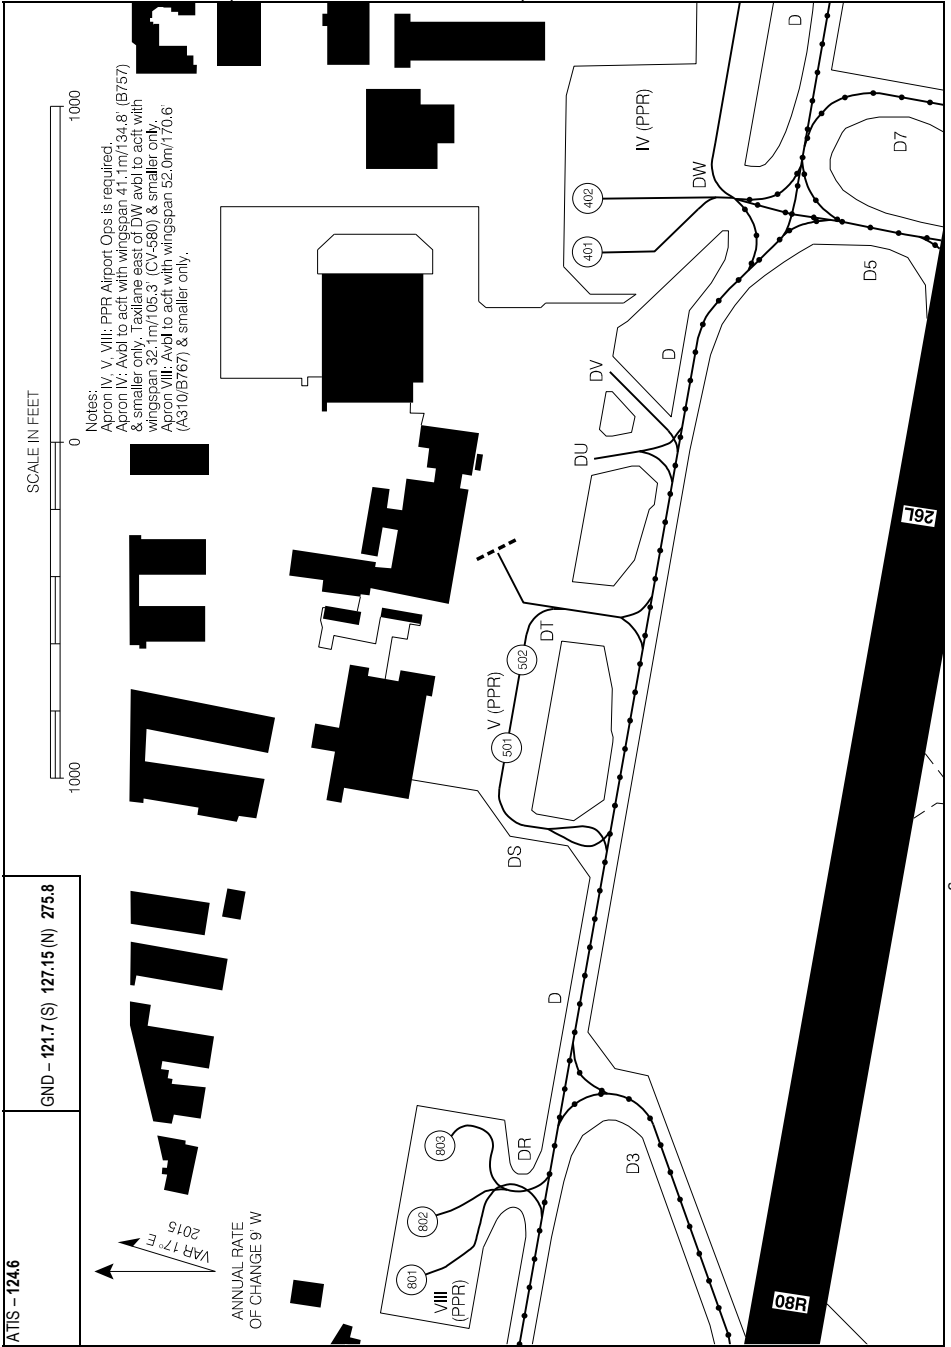 ATIS – 124.6
GND – 121.7 (S) 127.15 (N) 275.8
SCALE IN FEET
1000
0
1000
Notes:
Apron IV, V, VIII: PPR Airport Ops is required.
Apron IV: Avbl to acft with wingspan 41.1m/134.8' (B757)
& smaller only. Taxilane east of DW avbl to acft with
wingspan 32.1m/105.3' (CV-580) & smaller only.
Apron VIII: Avbl to acft with wingspan 52.0m/170.6'
(A310/B767) & smaller only.
VAR 17° E
2015
ANNUAL RATE
OF CHANGE 9' W
801
802
803
VIII
(PPR)
DR
D
D3
DS
501
V (PPR)
502
DT
DU
DV
D
401
402
IV (PPR)
DW
D
D5
D7
08R
26L